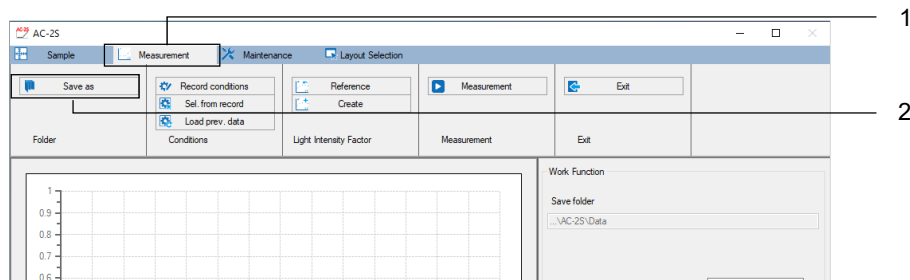 1
AC-2S AC-2S
Sample Measurement Maintenance Layout Selection
Save as Record conditions Reference Measurement Exit
Sel. from record Create
2
Load prev. data
Folder Conditions Light Intensity Factor Measurement Exit
Work Function
1
Save folder
0.9
...\AC-2S\Data
0.8
0.7
0.6